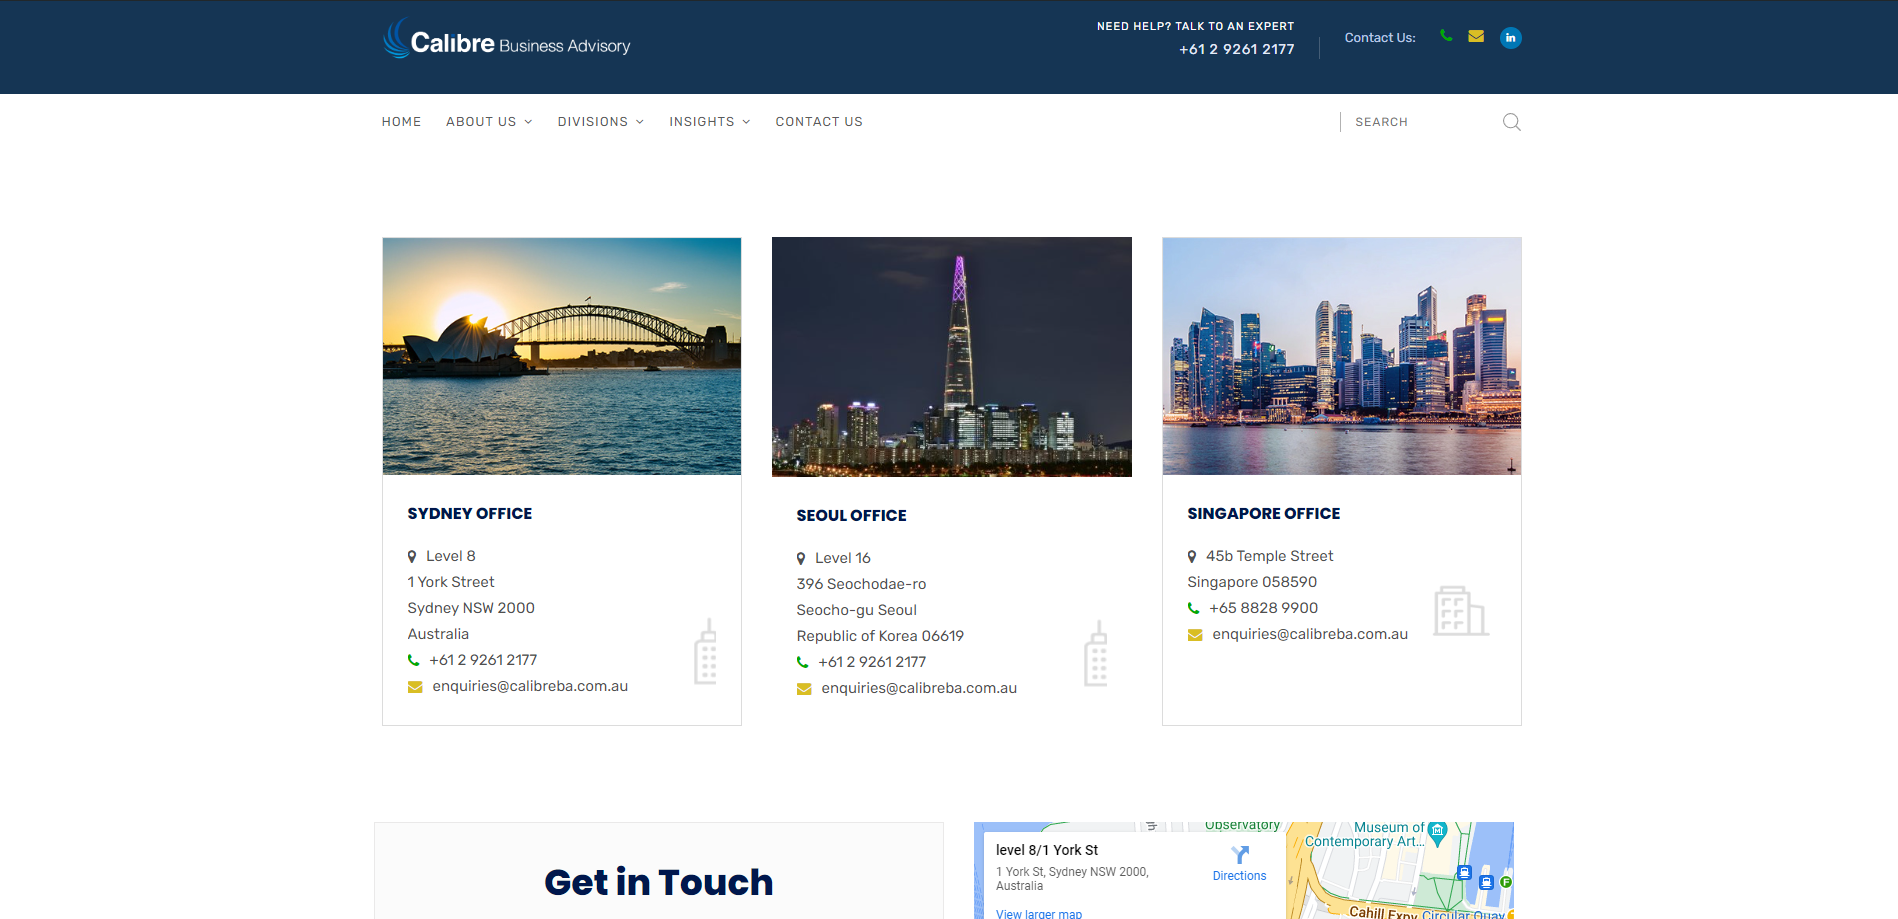 Calibre Business Advisory
NEED HELP? TALK TO AN EXPERT
+61 2 9261 2177
Contact Us:
in
HOME
ABOUT US
DIVISIONS
INSIGHTS
CONTACT US
SEARCH
SYDNEY OFFICE
Level 8
1 York Street
Sydney NSW 2000
Australia
+61 2 9261 2177
enquiries@calibreba.com.au
SEOUL OFFICE
Level 16
396 Seochodae-ro
Seocho-gu Seoul
Republic of Korea 06619
+61 2 9261 2177
enquiries@calibreba.com.au
SINGAPORE OFFICE
45b Temple Street
Singapore 058590
+65 8828 9900
enquiries@calibreba.com.au
Get in Touch
level 8/1 York St
1 York St, Sydney NSW 2000,
Australia
Directions
View larger map
Observatory
Museum of
Contemporary Art...
F
Cahill Expy
Circular Quay